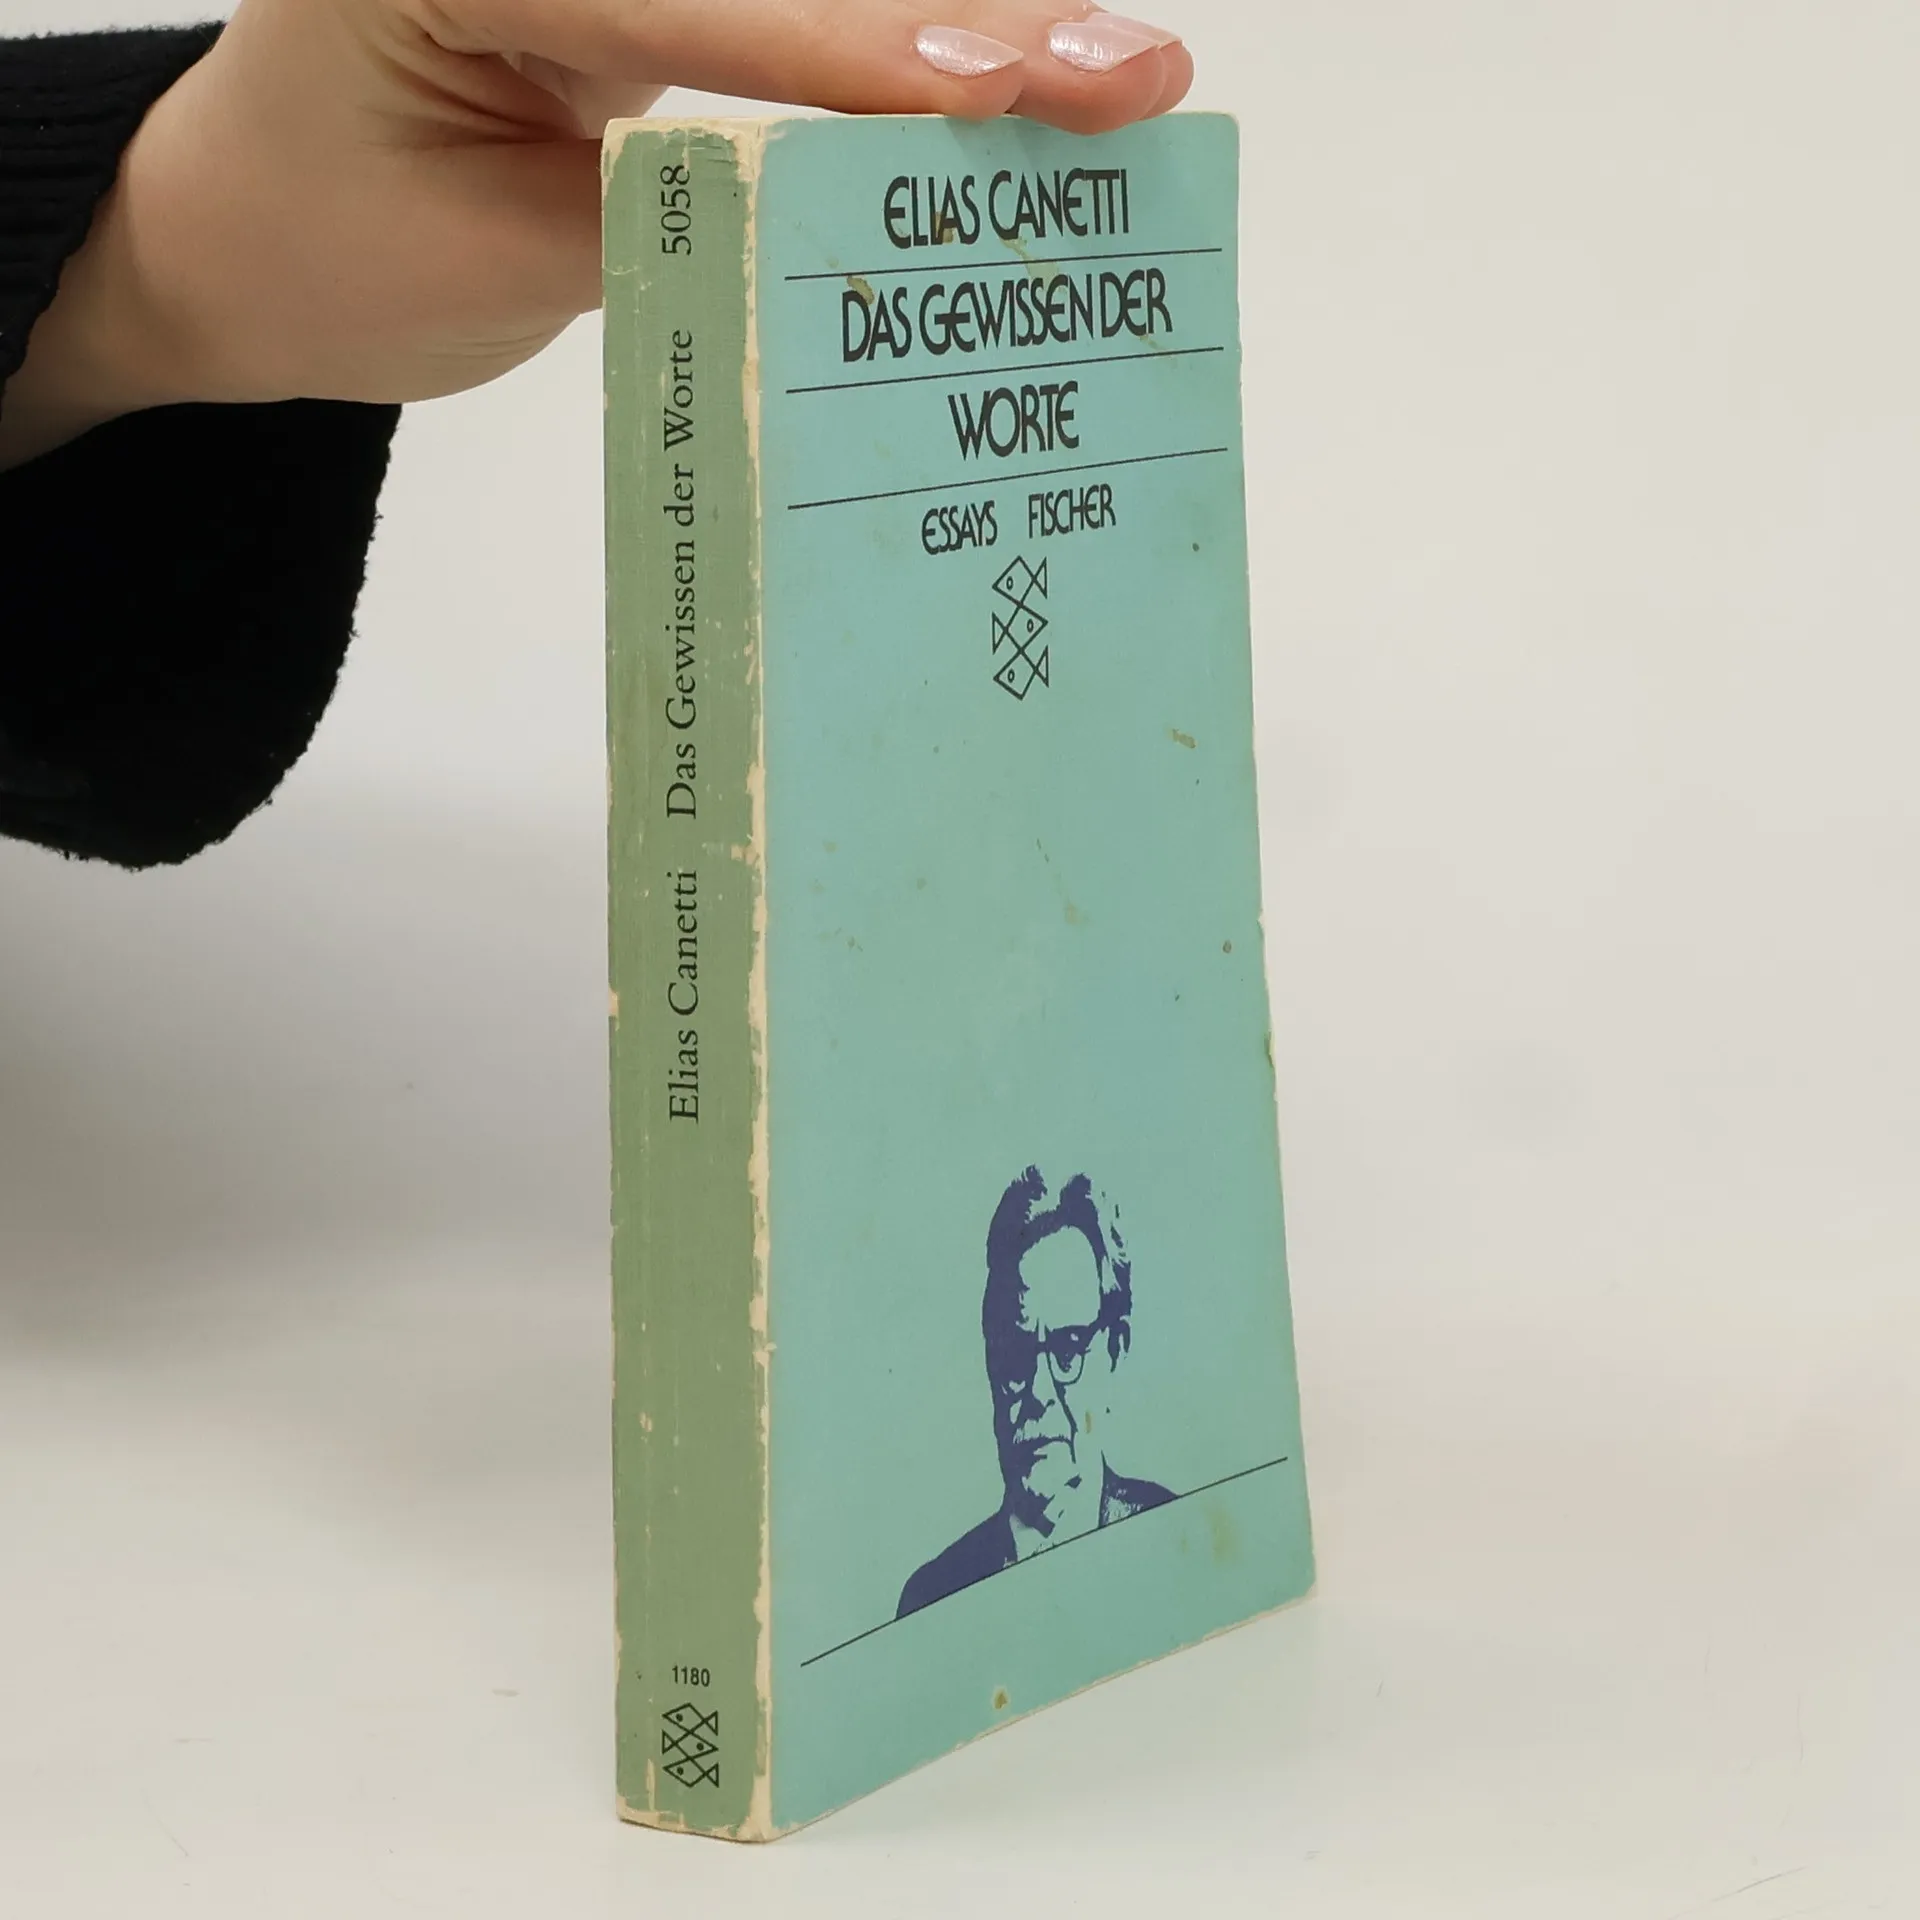 ELIAS CANETTI
DAS GEWISSEN DER
WORTE
ESSAYS FISCHER
Elias Canetti Das Gewissen der Worte 5058
1180